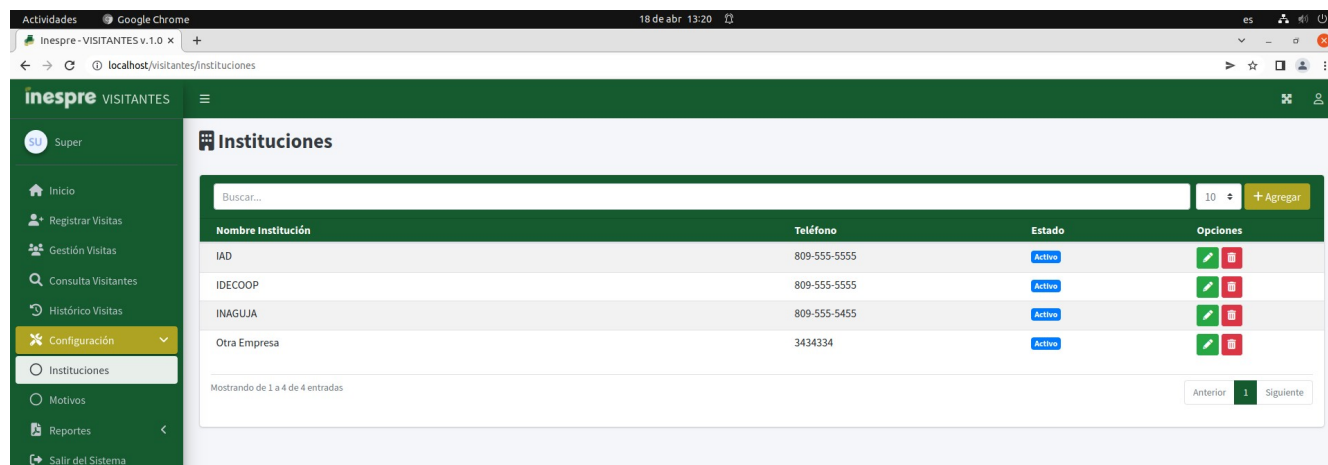 Actividades Google Chrome 18 de abr 13:20 es
Inespre - VISITANTES v.1.0
localhost/visitantes/instituciones
inespre VISITANTES
SU Super
Instituciones
Inicio
Registrar Visitas
Gestión Visitas
Consulta Visitantes
Histórico Visitas
Configuración
Instituciones
Motivos
Reportes
Salir del Sistema
Buscar... 10 + Agregar
Nombre Institución Teléfono Estado Opciones
IAD 809-555-5555 Activo
IDECOOP 809-555-5555 Activo
INAGUJA 809-555-5455 Activo
Otra Empresa 3434334 Activo
Mostrando de 1 a 4 de 4 entradas
Anterior 1 Siguiente